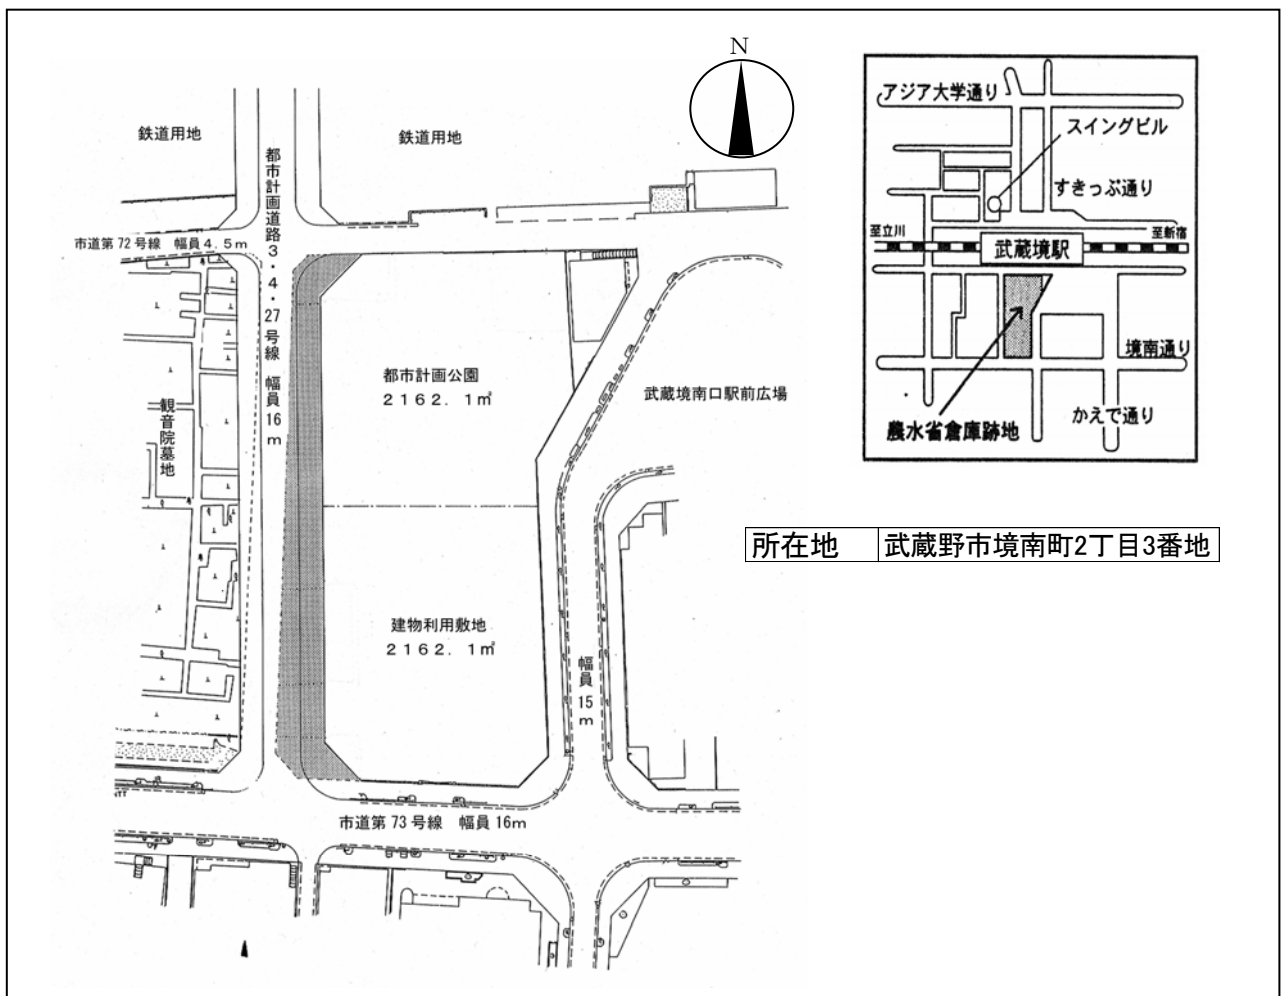 N
鉄道用地
鉄道用地
都市計画道路3・4・27号線 幅員16m
市道第72号線 幅員4.5m
観音院墓地
都市計画公園
2162.1㎡
武蔵境南口駅前広場
建物利用敷地
2162.1㎡
幅員15m
市道第73号線 幅員16m
アジア大学通り
スイングビル
すきっぷ通り
至立川
至新宿
武蔵境駅
境南通り
かえで通り
農水省倉庫跡地
所在地 武蔵野市境南町2丁目3番地